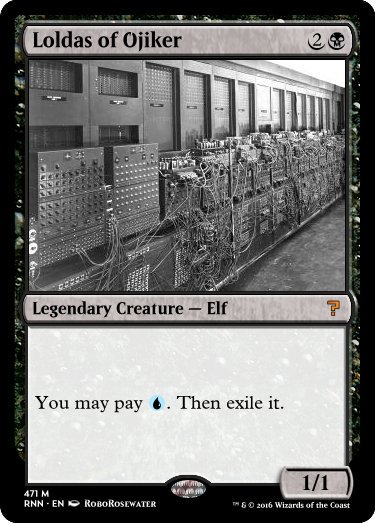 Loldas of Ojiker 2
Legendary Creature — Elf
You may pay. Then exile it.
1/1
471 M
RNN - EN RoboRosewater
™ & © 2016 Wizards of the Coast